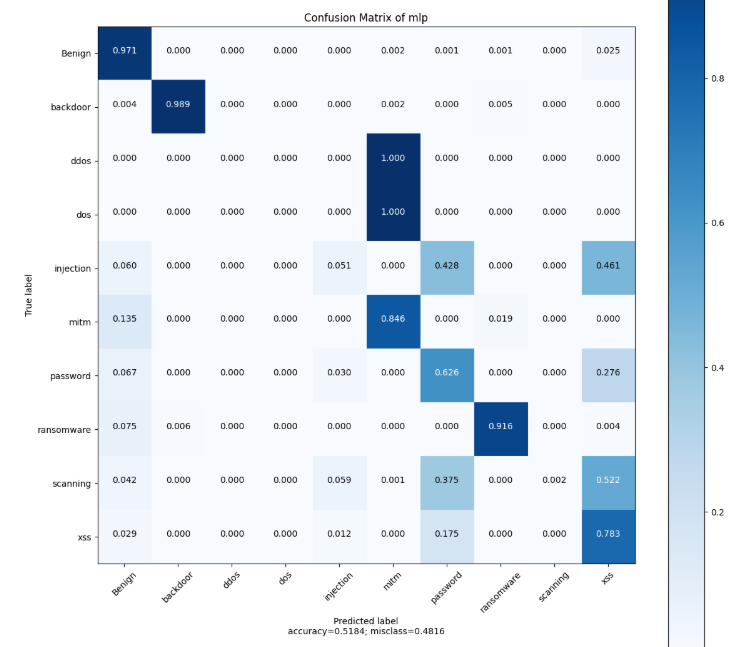 Confusion Matrix of mlp
Benign 0.971 0.000 0.000 0.000 0.000 0.002 0.001 0.001 0.000 0.025
backdoor 0.004 0.989 0.000 0.000 0.000 0.002 0.000 0.005 0.000 0.000
ddos 0.000 0.000 0.000 0.000 0.000 1.000 0.000 0.000 0.000 0.000
dos 0.000 0.000 0.000 0.000 0.000 1.000 0.000 0.000 0.000 0.000
injection 0.060 0.000 0.000 0.000 0.051 0.000 0.428 0.000 0.000 0.461
mitm 0.135 0.000 0.000 0.000 0.000 0.846 0.000 0.019 0.000 0.000
password 0.067 0.000 0.000 0.000 0.030 0.000 0.626 0.000 0.000 0.276
ransomware 0.075 0.006 0.000 0.000 0.000 0.000 0.000 0.916 0.000 0.004
scanning 0.042 0.000 0.000 0.000 0.059 0.001 0.375 0.000 0.002 0.522
xss 0.029 0.000 0.000 0.000 0.012 0.000 0.175 0.000 0.000 0.783
Benign backdoor ddos dos injection mitm password ransomware scanning xss
True label
Predicted label
accuracy=0.5184; misclass=0.4816
0.8
0.6
0.4
0.2